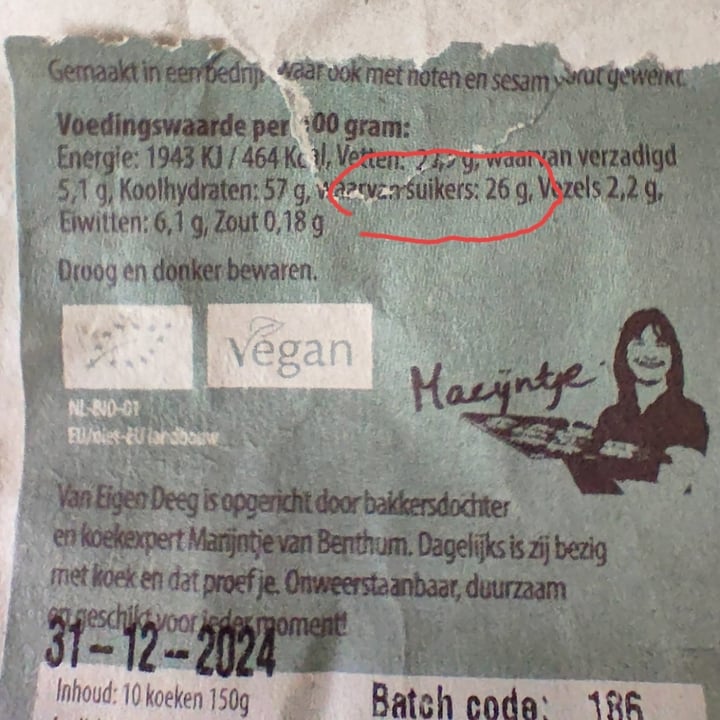 Gemaakt in een bedrijf waar ook met noten en sesam wordt gewerkt.
Voedingswaarde per 100 gram:
Energie: 1943 KJ / 464 Kcal, Vetten: g, waarvan verzadigd
5,1 g, Koolhydraten: 57 g, waarvan suikers: 26 g, Vezels 2,2 g,
Eiwitten: 6,1 g, Zout 0,18 g
Droog en donker bewaren.
vegan
Marijntje
NL-BIO-01
EU/niet-EU landbouw
Van Eigen Deeg is opgericht door bakkersdochter
en koekexpert Marijntje van Benthum. Dagelijks is zij bezig
met koek en dat proef je. Onweerstaanbaar, duurzaam
en geschikt voor ieder moment!
31-12-2024
Inhoud: 10 koeken 150g
Batch code: 186